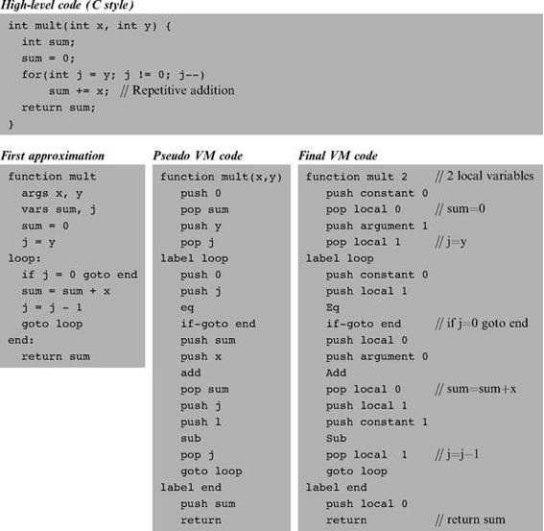 High-level code (C style)
int mult(int x, int y) {
int sum;
sum = 0;
for(int j = y; j != 0; j--)
sum += x; // Repetitive addition
return sum;
}
First approximation
function mult
args x, y
vars sum, j
sum = 0
j = y
loop:
if j = 0 goto end
sum = sum + x
j = j - 1
goto loop
end:
return sum
Pseudo VM code
function mult(x,y)
push 0
pop sum
push y
pop j
label loop
push 0
push j
eq
if-goto end
push sum
push x
add
pop sum
push j
push 1
sub
pop j
goto loop
label end
push sum
return
Final VM code
function mult 2 // 2 local variables
push constant 0
pop local 0 // sum=0
push argument 1
pop local 1 // j=y
label loop
push constant 0
push local 1
Eq
if-goto end // if j=0 goto end
push local 0
push argument 0
Add
pop local 0 // sum=sum+x
push local 1
push constant 1
Sub
pop local 1 // j=j-1
goto loop
label end
push local 0
return // return sum